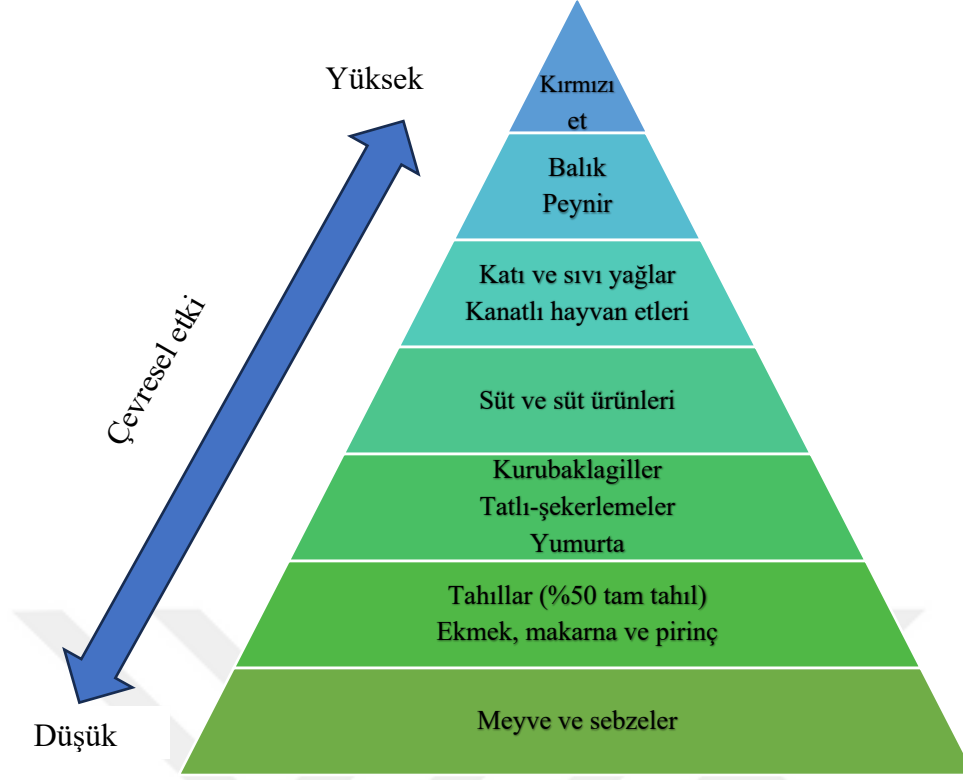 Yüksek
Kırmızı
et
Balık
Peynir
Katı ve sıvı yağlar
Kanatlı hayvan etleri
Çevresel etki
Süt ve süt ürünleri
Kurubaklagiller
Tatlı-şekerlemeler
Yumurta
Tahıllar (%50 tam tahıl)
Ekmek, makarna ve pirinç
Meyve ve sebzeler
Düşük